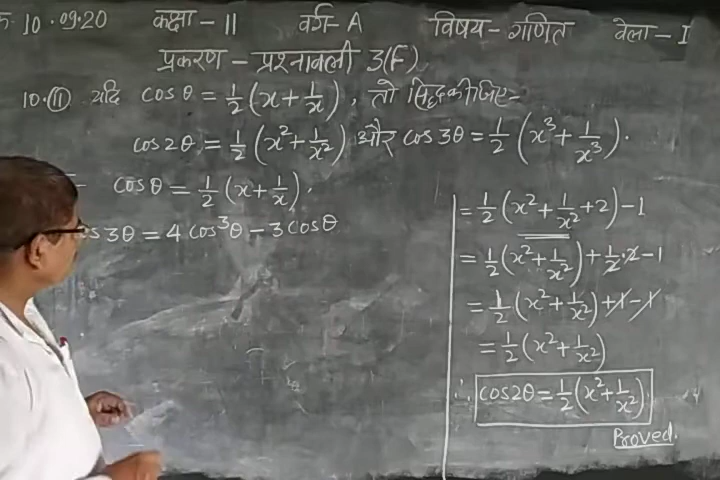 10.09.20 कक्षा - 11 वर्ग - A विषय - गणित वेला - I
प्रकरण - प्रश्नावली 3(F)
10.(ii) यदि cos θ = 1/2 (x + 1/x), तो सिद्ध कीजिए -
cos 2θ = 1/2 (x² + 1/x²) और cos 3θ = 1/2 (x³ + 1/x³).
cos θ = 1/2 (x + 1/x),
cos 3θ = 4 cos³θ - 3 cos θ
= 1/2 (x² + 1/x² + 2) - 1
= 1/2 (x² + 1/x²) + 1/2 · 2 - 1
= 1/2 (x² + 1/x²) + 1 - 1
= 1/2 (x² + 1/x²)
∴ cos 2θ = 1/2 (x² + 1/x²)
Proved.